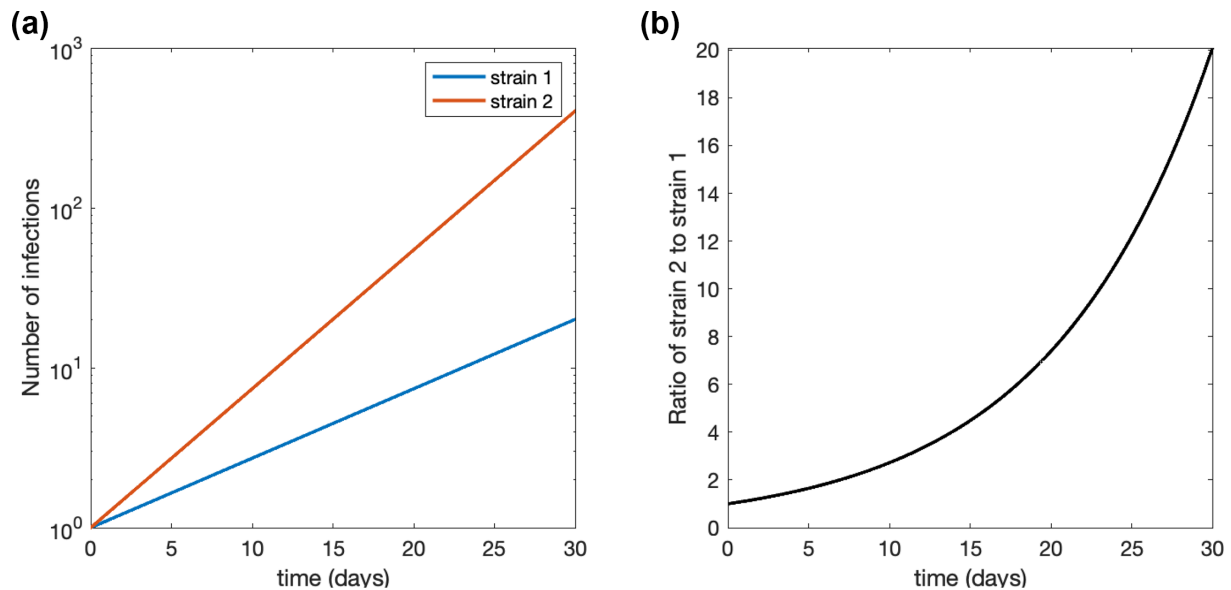 (a)
10^3
10^2
10^1
10^0
Number of infections
strain 1
strain 2
0 5 10 15 20 25 30
time (days)
(b)
20
18
16
14
12
10
8
6
4
2
0
Ratio of strain 2 to strain 1
0 5 10 15 20 25 30
time (days)